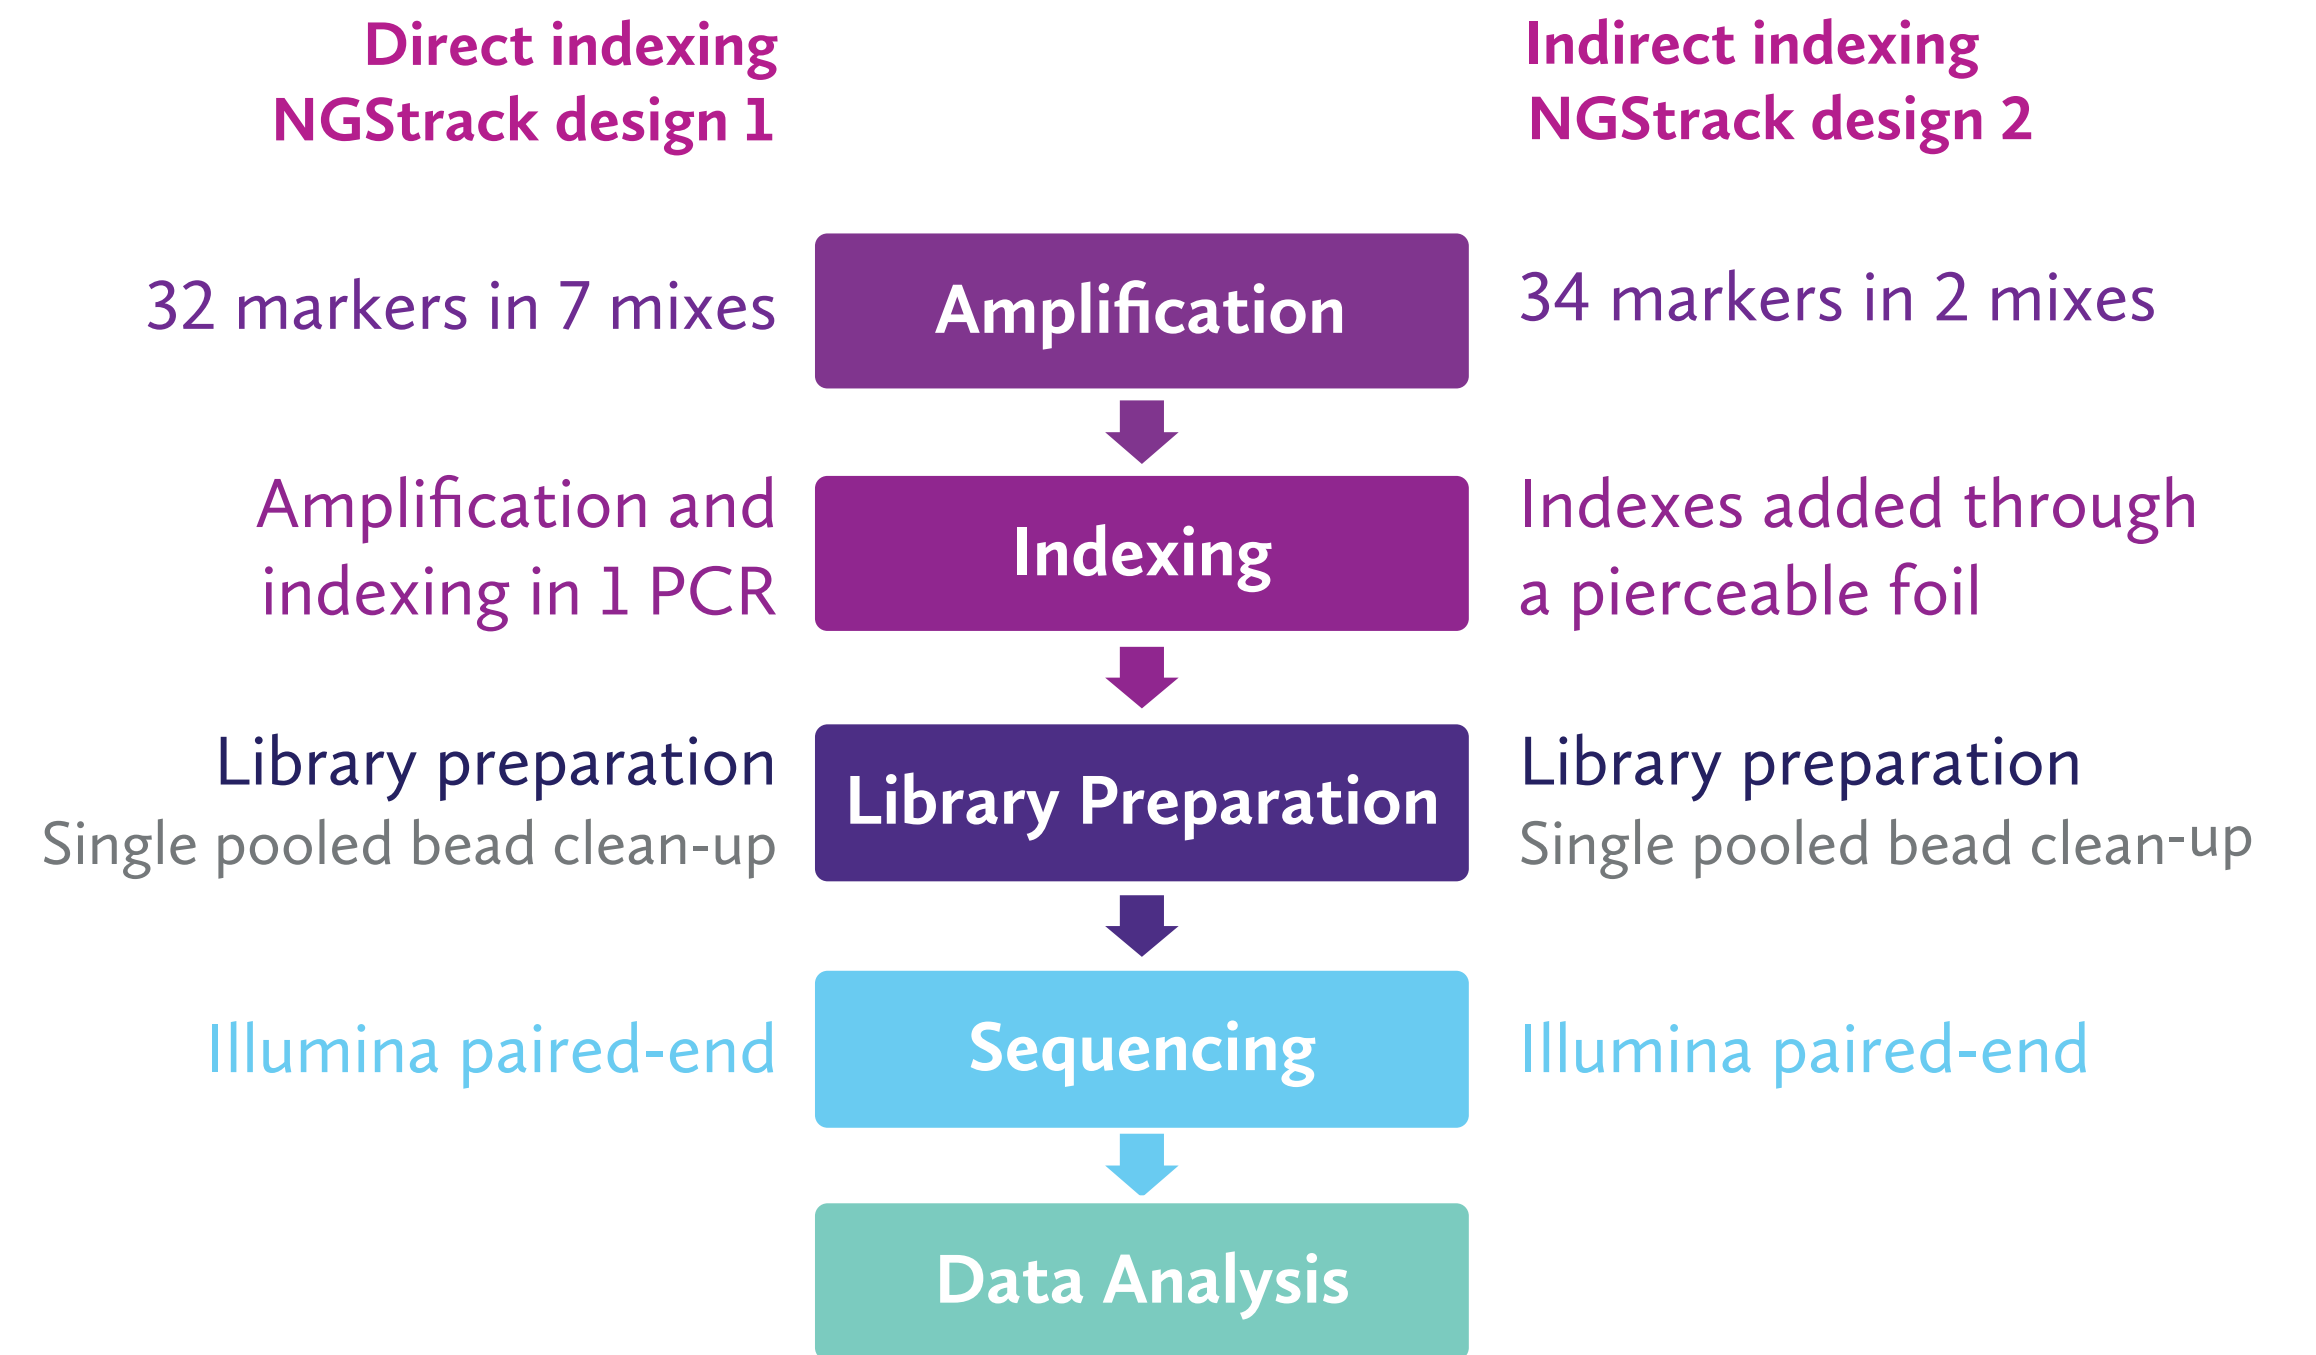 Direct indexing
NGStrack design 1
Indirect indexing
NGStrack design 2
32 markers in 7 mixes
Amplification
34 markers in 2 mixes
Amplification and
indexing in 1 PCR
Indexing
Indexes added through
a pierceable foil
Library preparation
Single pooled bead clean-up
Library Preparation
Library preparation
Single pooled bead clean-up
Illumina paired-end
Sequencing
Illumina paired-end
Data Analysis